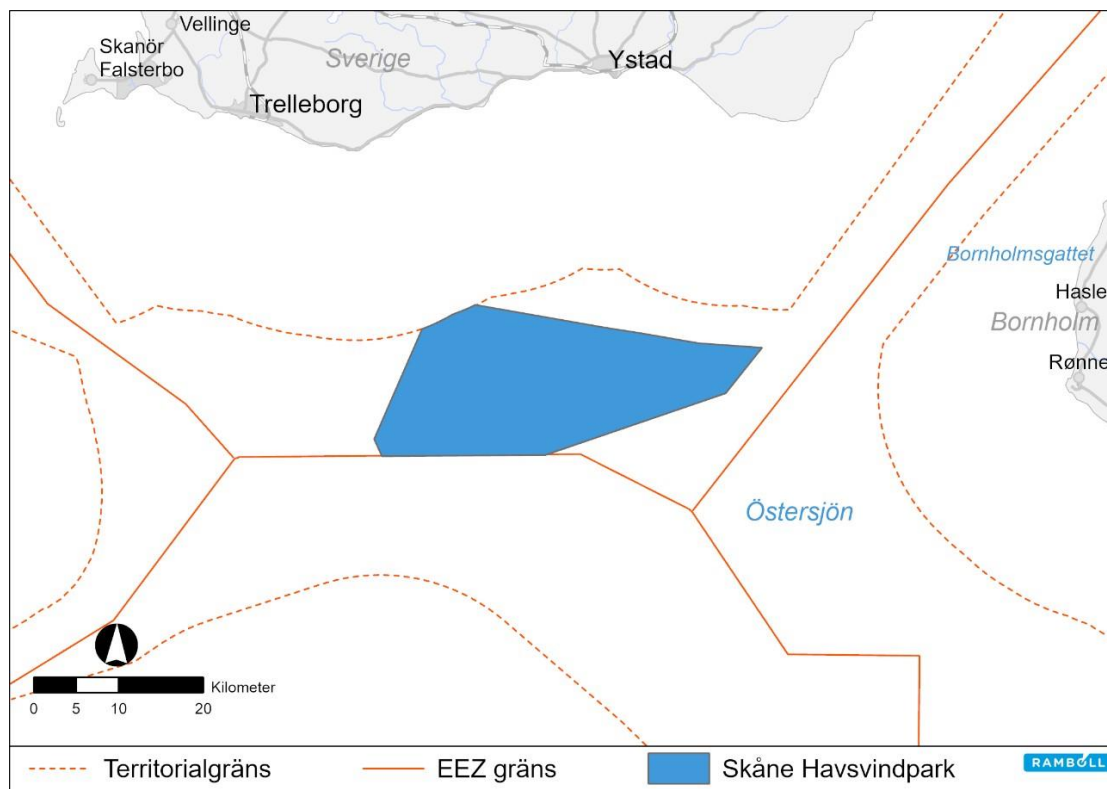 Vellinge
Skanör
Falsterbo
Sverige
Ystad
Trelleborg
Bornholmsgattet
Hasle
Bornholm
Rønne
Östersjön
Kilometer
0 5 10 20
Territorialgräns
EEZ gräns
Skåne Havsvindpark
RAMBOLL